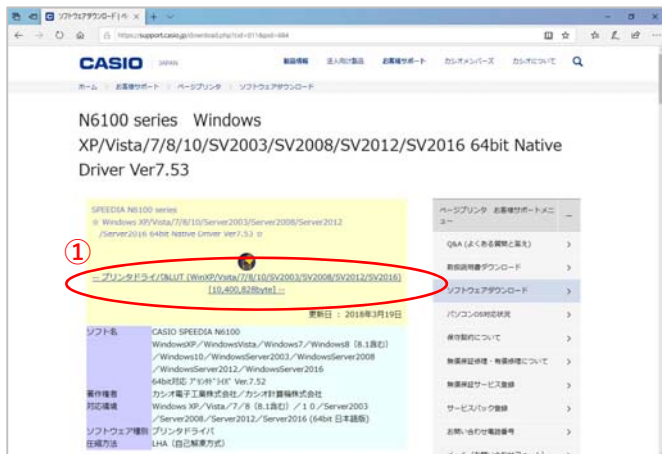 ソフトウェアダウンロード | ペ
https://support.casio.jp/download.php?cid=011&pid=684
CASIO JAPAN 製品情報 法人向け製品 お客様サポート カシオメンバーズ カシオについて
ホーム お客様サポート ページプリンタ ソフトウェアダウンロード
N6100 series Windows
XP/Vista/7/8/10/SV2003/SV2008/SV2012/SV2016 64bit Native
Driver Ver7.53
SPEEDIA N6100 series
Windows XP/Vista/7/8/10/Server2003/Server2008/Server2012
/Server2016 64bit Native Driver Ver7.53
①
-- プリンタドライバ&LUT (WinXP/Vista/7/8/10/SV2003/SV2008/SV2012/SV2016)
[10,400,828byte] --
更新日 : 2018年3月19日
ソフト名 CASIO SPEEDIA N6100
WindowsXP／WindowsVista／Windows7／Windows8（8.1含む）
／Windows10／WindowsServer2003／WindowsServer2008
／WindowsServer2012／WindowsServer2016
64bit対応 ﾌﾟﾘﾝﾀﾄﾞﾗｲﾊﾞ Ver.7.52
著作権者 カシオ電子工業株式会社／カシオ計算機株式会社
対応環境 Windows XP／Vista／7／8（8.1含む）／１０／Server2003
／Server2008／Server2012／Server2016 (64bit 日本語版)
ソフトウェア種別 プリンタドライバ
圧縮方法 LHA（自己解凍方式）
ページプリンタ お客様サポートメニ
ュー
Q&A (よくある質問と答え)
取扱説明書ダウンロード
ソフトウェアダウンロード
パソコンOS対応状況
保守契約について
無償保証修理・有償修理について
無償保証サービス登録
サービスパック登録
お問い合わせ電話番号